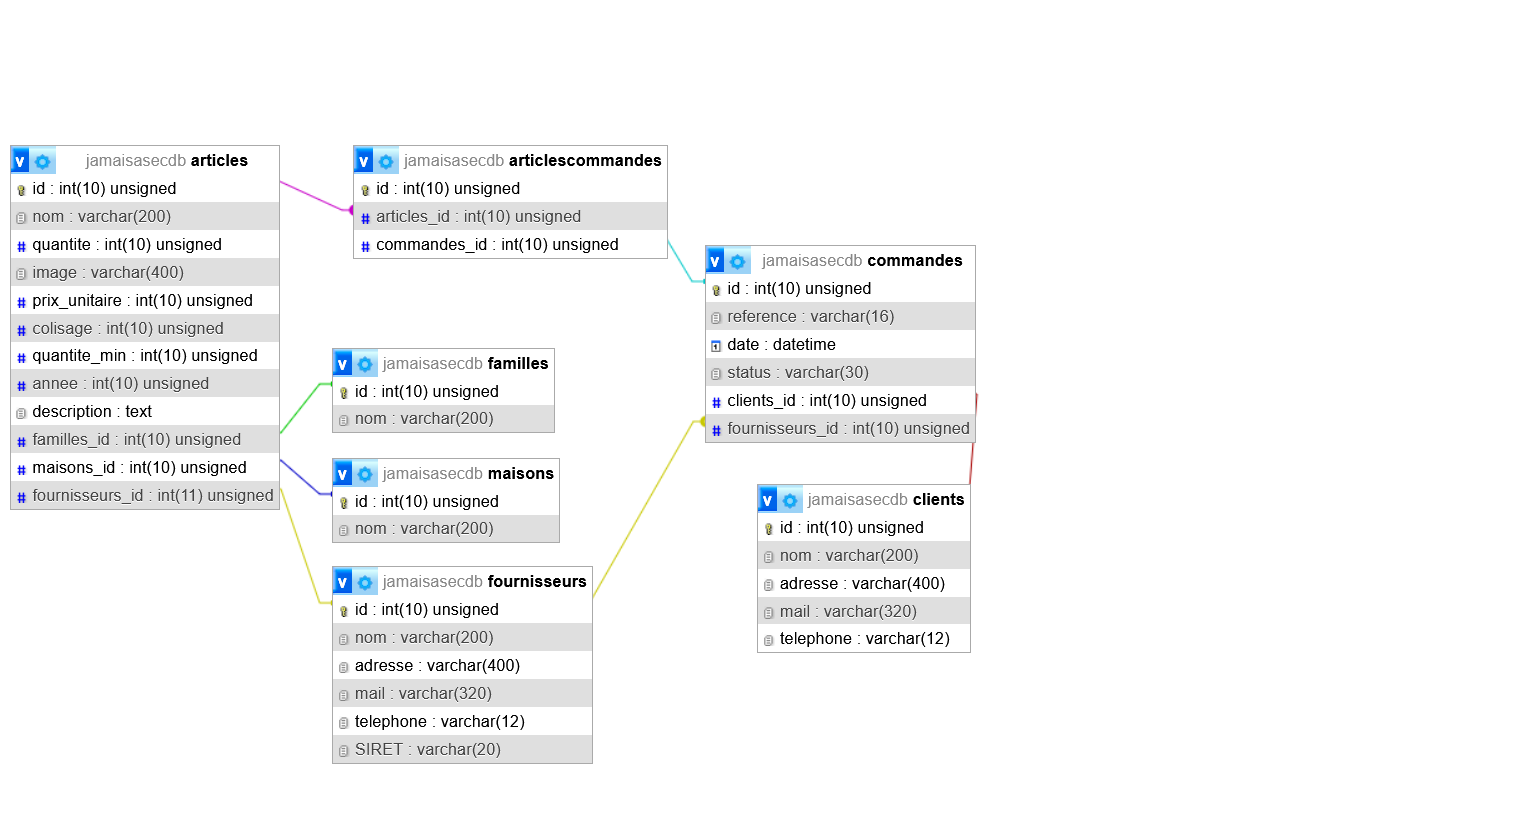 jamaisasecdb articles
id : int(10) unsigned
nom : varchar(200)
quantite : int(10) unsigned
image : varchar(400)
prix_unitaire : int(10) unsigned
colisage : int(10) unsigned
quantite_min : int(10) unsigned
annee : int(10) unsigned
description : text
familles_id : int(10) unsigned
maisons_id : int(10) unsigned
fournisseurs_id : int(11) unsigned
jamaisasecdb articlescommandes
id : int(10) unsigned
articles_id : int(10) unsigned
commandes_id : int(10) unsigned
jamaisasecdb familles
id : int(10) unsigned
nom : varchar(200)
jamaisasecdb maisons
id : int(10) unsigned
nom : varchar(200)
jamaisasecdb fournisseurs
id : int(10) unsigned
nom : varchar(200)
adresse : varchar(400)
mail : varchar(320)
telephone : varchar(12)
SIRET : varchar(20)
jamaisasecdb commandes
id : int(10) unsigned
reference : varchar(16)
date : datetime
status : varchar(30)
clients_id : int(10) unsigned
fournisseurs_id : int(10) unsigned
jamaisasecdb clients
id : int(10) unsigned
nom : varchar(200)
adresse : varchar(400)
mail : varchar(320)
telephone : varchar(12)